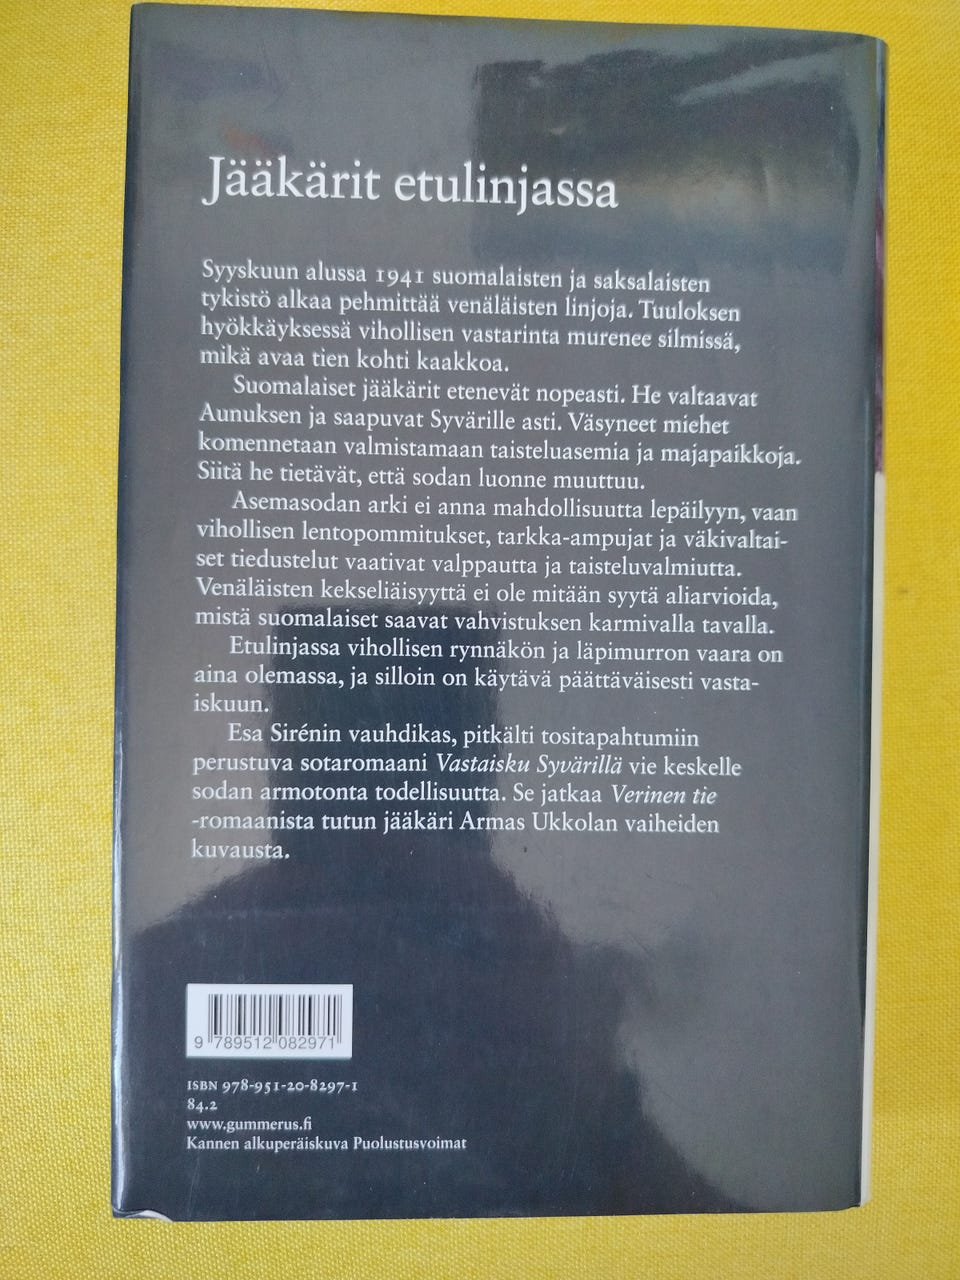 Jääkärit etulinjassa
Syyskuun alussa 1941 suomalaisten ja saksalaisten
tykistö alkaa pehmittää venäläisten linjoja. Tuuloksen
hyökkäyksessä vihollisen vastarinta murenee silmissä,
mikä avaa tien kohti kaakkoa.
Suomalaiset jääkärit etenevät nopeasti. He valtaavat
Aunuksen ja saapuvat Syvärille asti. Väsyneet miehet
komennetaan valmistamaan taisteluasemia ja majapaikkoja.
Siitä he tietävät, että sodan luonne muuttuu.
Asemasodan arki ei anna mahdollisuutta lepäilyyn, vaan
vihollisen lentopommitukset, tarkka-ampujat ja väkivaltai-
set tiedustelut vaativat valppautta ja taisteluvalmiutta.
Venäläisten kekseliäisyyttä ei ole mitään syytä aliarvioida,
mistä suomalaiset saavat vahvistuksen karmivalla tavalla.
Etulinjassa vihollisen rynnäkön ja läpimurron vaara on
aina olemassa, ja silloin on käytävä päättäväisesti vasta-
iskuun.
Esa Sirénin vauhdikas, pitkälti tositapahtumiin
perustuva sotaromaani Vastaisku Syvärillä vie keskelle
sodan armotonta todellisuutta. Se jatkaa Verinen tie
-romaanista tutun jääkäri Armas Ukkolan vaiheiden
kuvausta.
9 789512 082971
ISBN 978-951-20-8297-1
84.2
www.gummerus.fi
Kannen alkuperäiskuva Puolustusvoimat